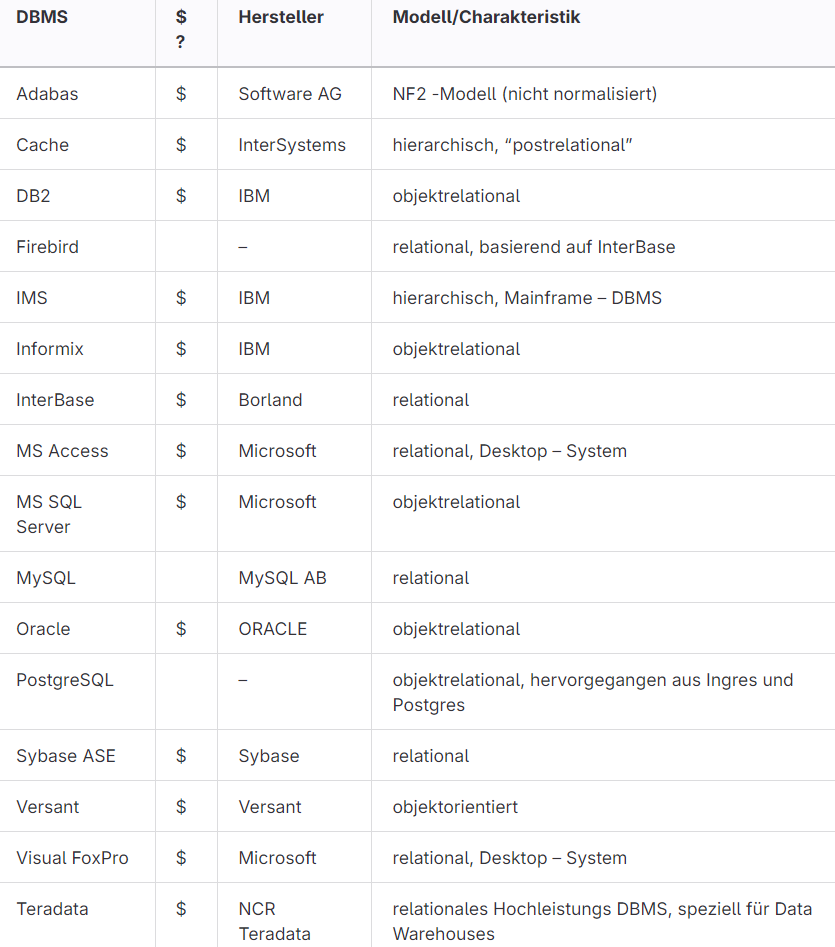 DBMS $ Hersteller Modell/Charakteristik
?
Adabas $ Software AG NF2 -Modell (nicht normalisiert)
Cache $ InterSystems hierarchisch, “postrelational”
DB2 $ IBM objektrelational
Firebird – relational, basierend auf InterBase
IMS $ IBM hierarchisch, Mainframe – DBMS
Informix $ IBM objektrelational
InterBase $ Borland relational
MS Access $ Microsoft relational, Desktop – System
MS SQL $ Microsoft objektrelational
Server
MySQL MySQL AB relational
Oracle $ ORACLE objektrelational
PostgreSQL – objektrelational, hervorgegangen aus Ingres und
Postgres
Sybase ASE $ Sybase relational
Versant $ Versant objektorientiert
Visual FoxPro $ Microsoft relational, Desktop – System
Teradata $ NCR relationales Hochleistungs DBMS, speziell für Data
Teradata Warehouses